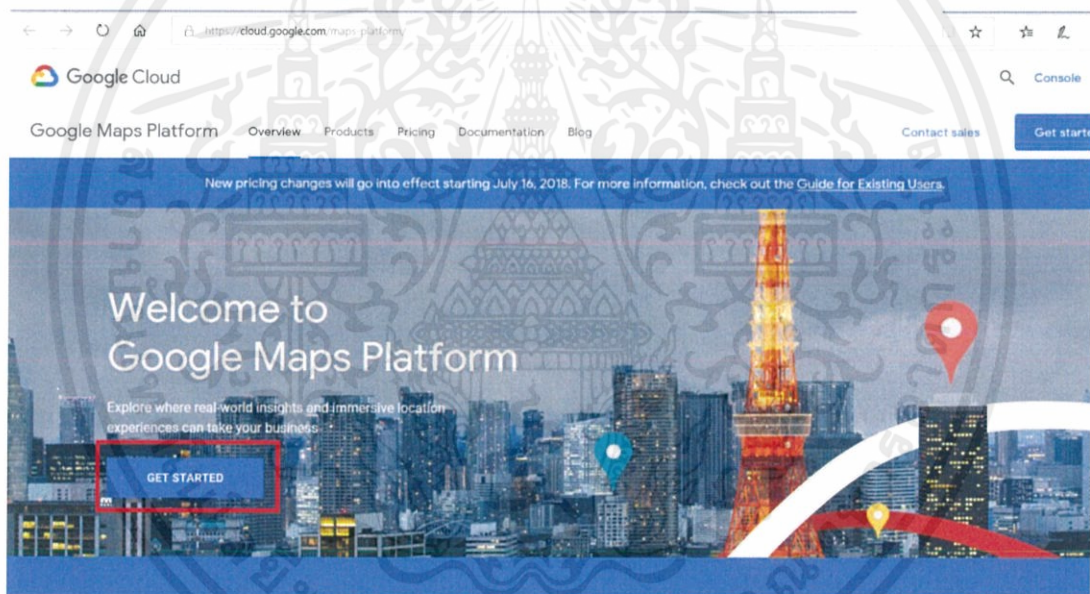 https://cloud.google.com/maps-platform/
Google Cloud
Console
Google Maps Platform Overview Products Pricing Documentation Blog Contact sales Get starte
New pricing changes will go into effect starting July 16, 2018. For more information, check out the Guide for Existing Users.
Welcome to
Google Maps Platform
Explore where real-world insights and immersive location
experiences can take your business
GET STARTED